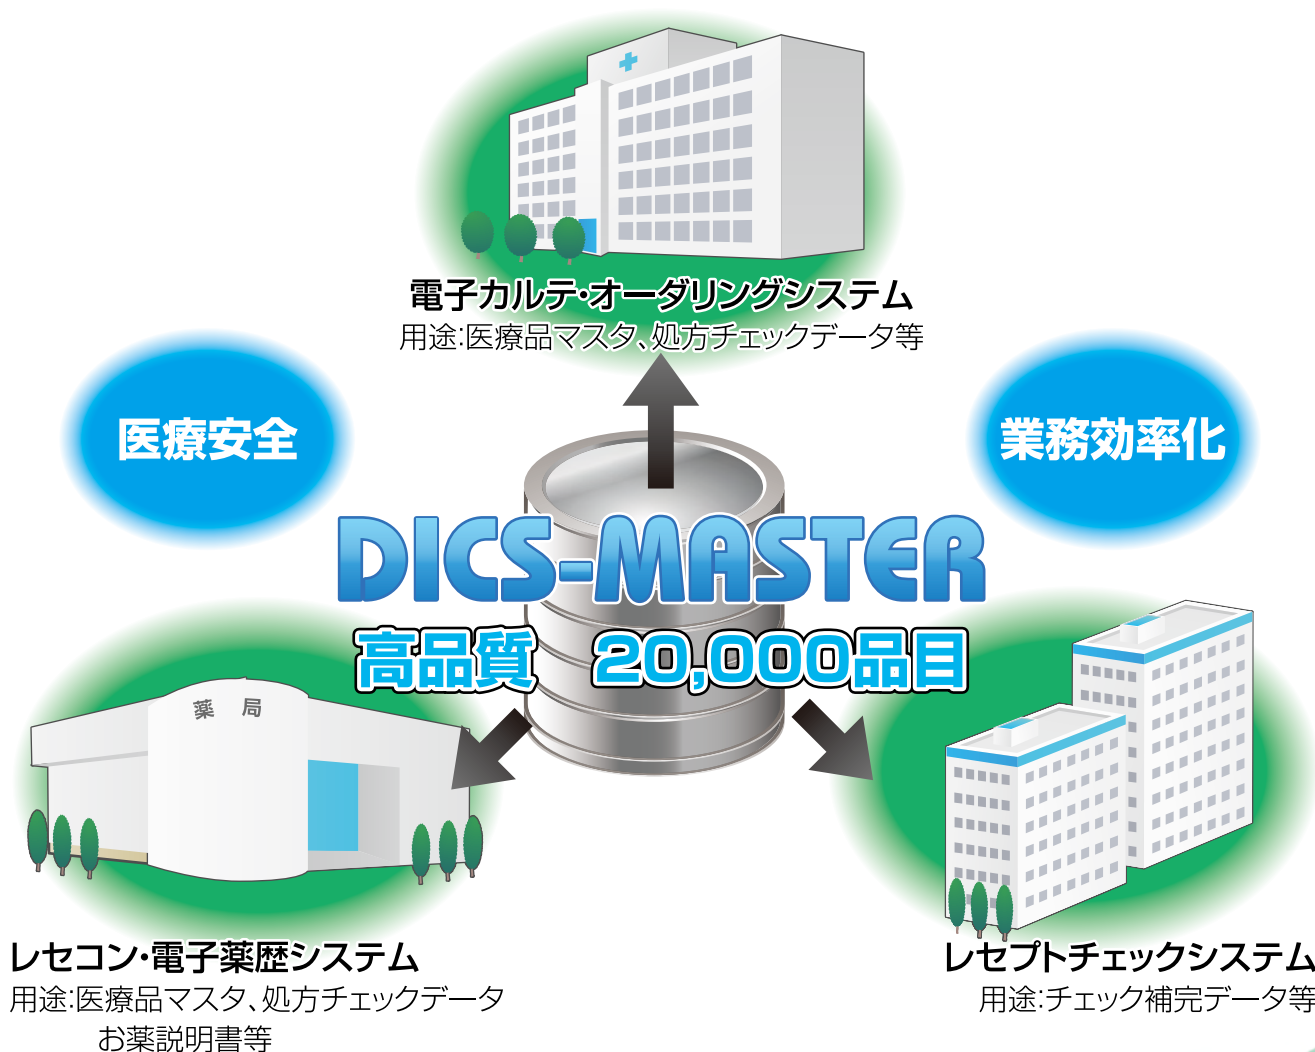 電子カルテ・オーダリングシステム
用途:医療品マスタ、処方チェックデータ等
医療安全
業務効率化
DICS-MASTER
高品質 20,000品目
薬 局
レセコン・電子薬歴システム
用途:医療品マスタ、処方チェックデータ
お薬説明書等
レセプトチェックシステム
用途:チェック補完データ等